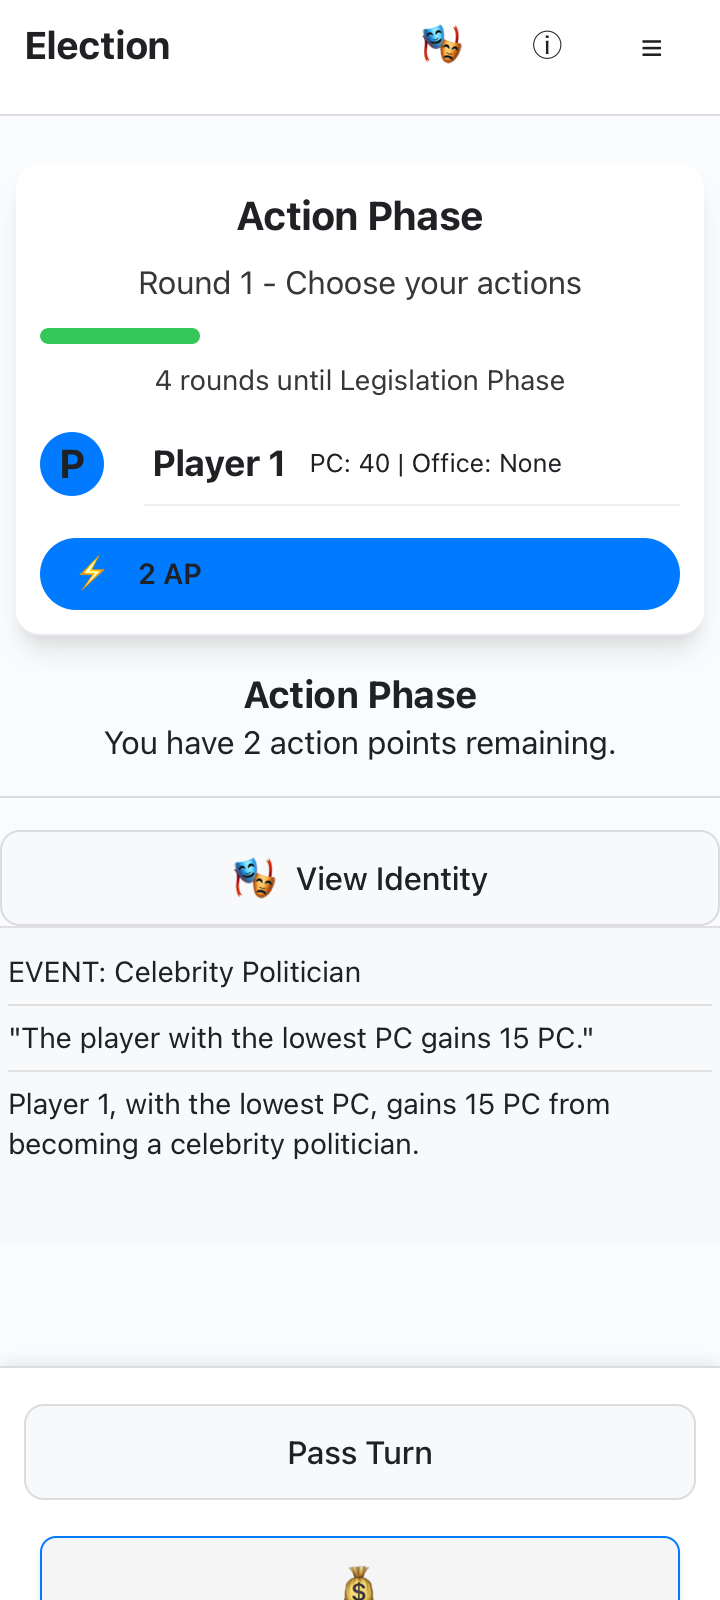 Election
Action Phase
Round 1 - Choose your actions
4 rounds until Legislation Phase
P
Player 1 PC: 40 | Office: None
2 AP
Action Phase
You have 2 action points remaining.
View Identity
EVENT: Celebrity Politician
"The player with the lowest PC gains 15 PC."
Player 1, with the lowest PC, gains 15 PC from
becoming a celebrity politician.
Pass Turn